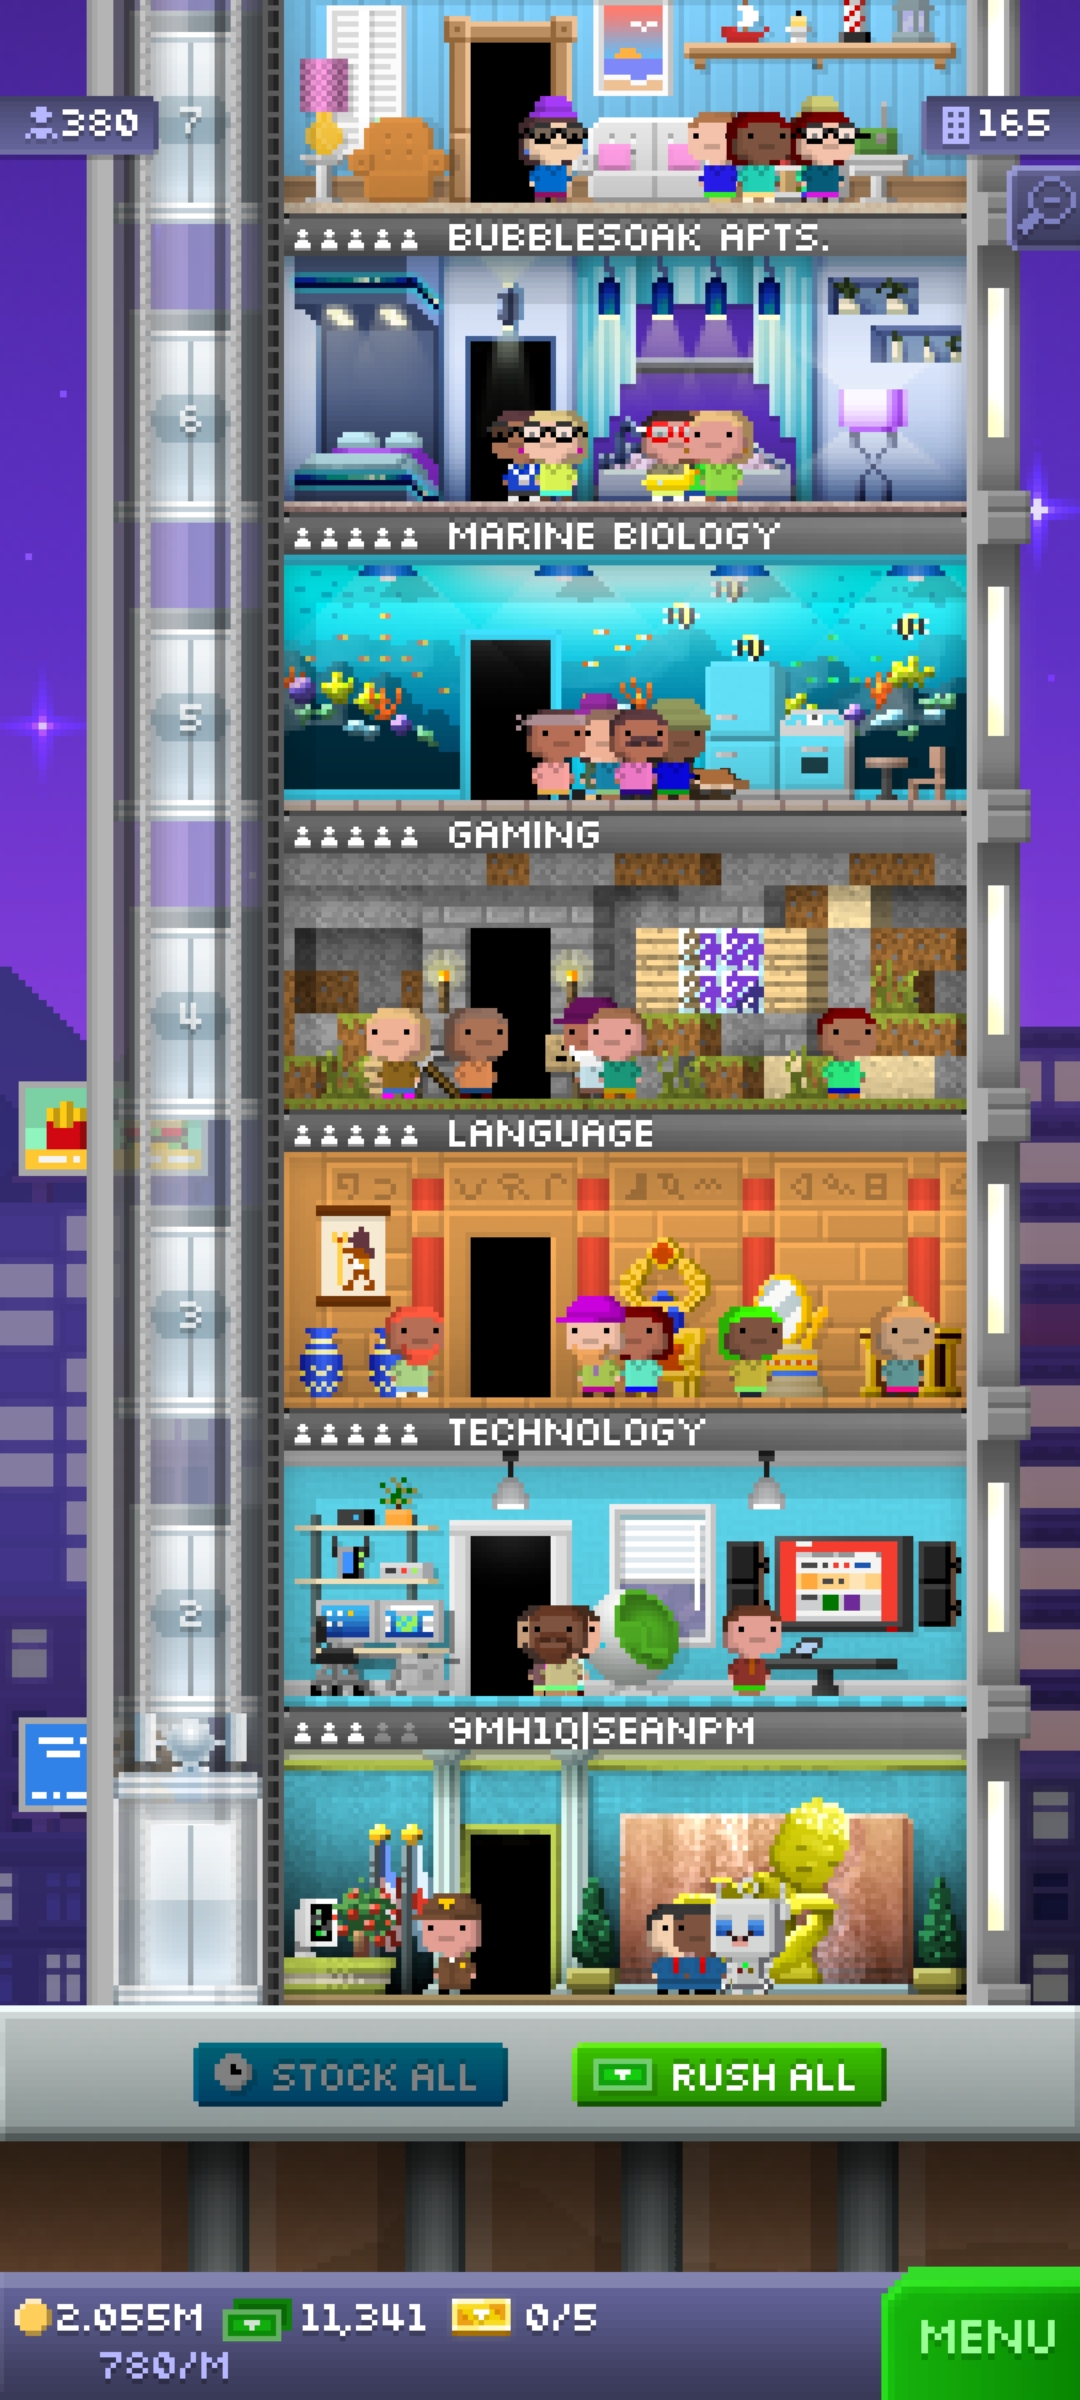 7
380
165
BUBBLESOAK APTS.
6
MARINE BIOLOGY
5
GAMING
4
LANGUAGE
3
TECHNOLOGY
2
9MH1Q|SEANPM
STOCK ALL
RUSH ALL
2.055M 11,341 0/5
780/M
MENU